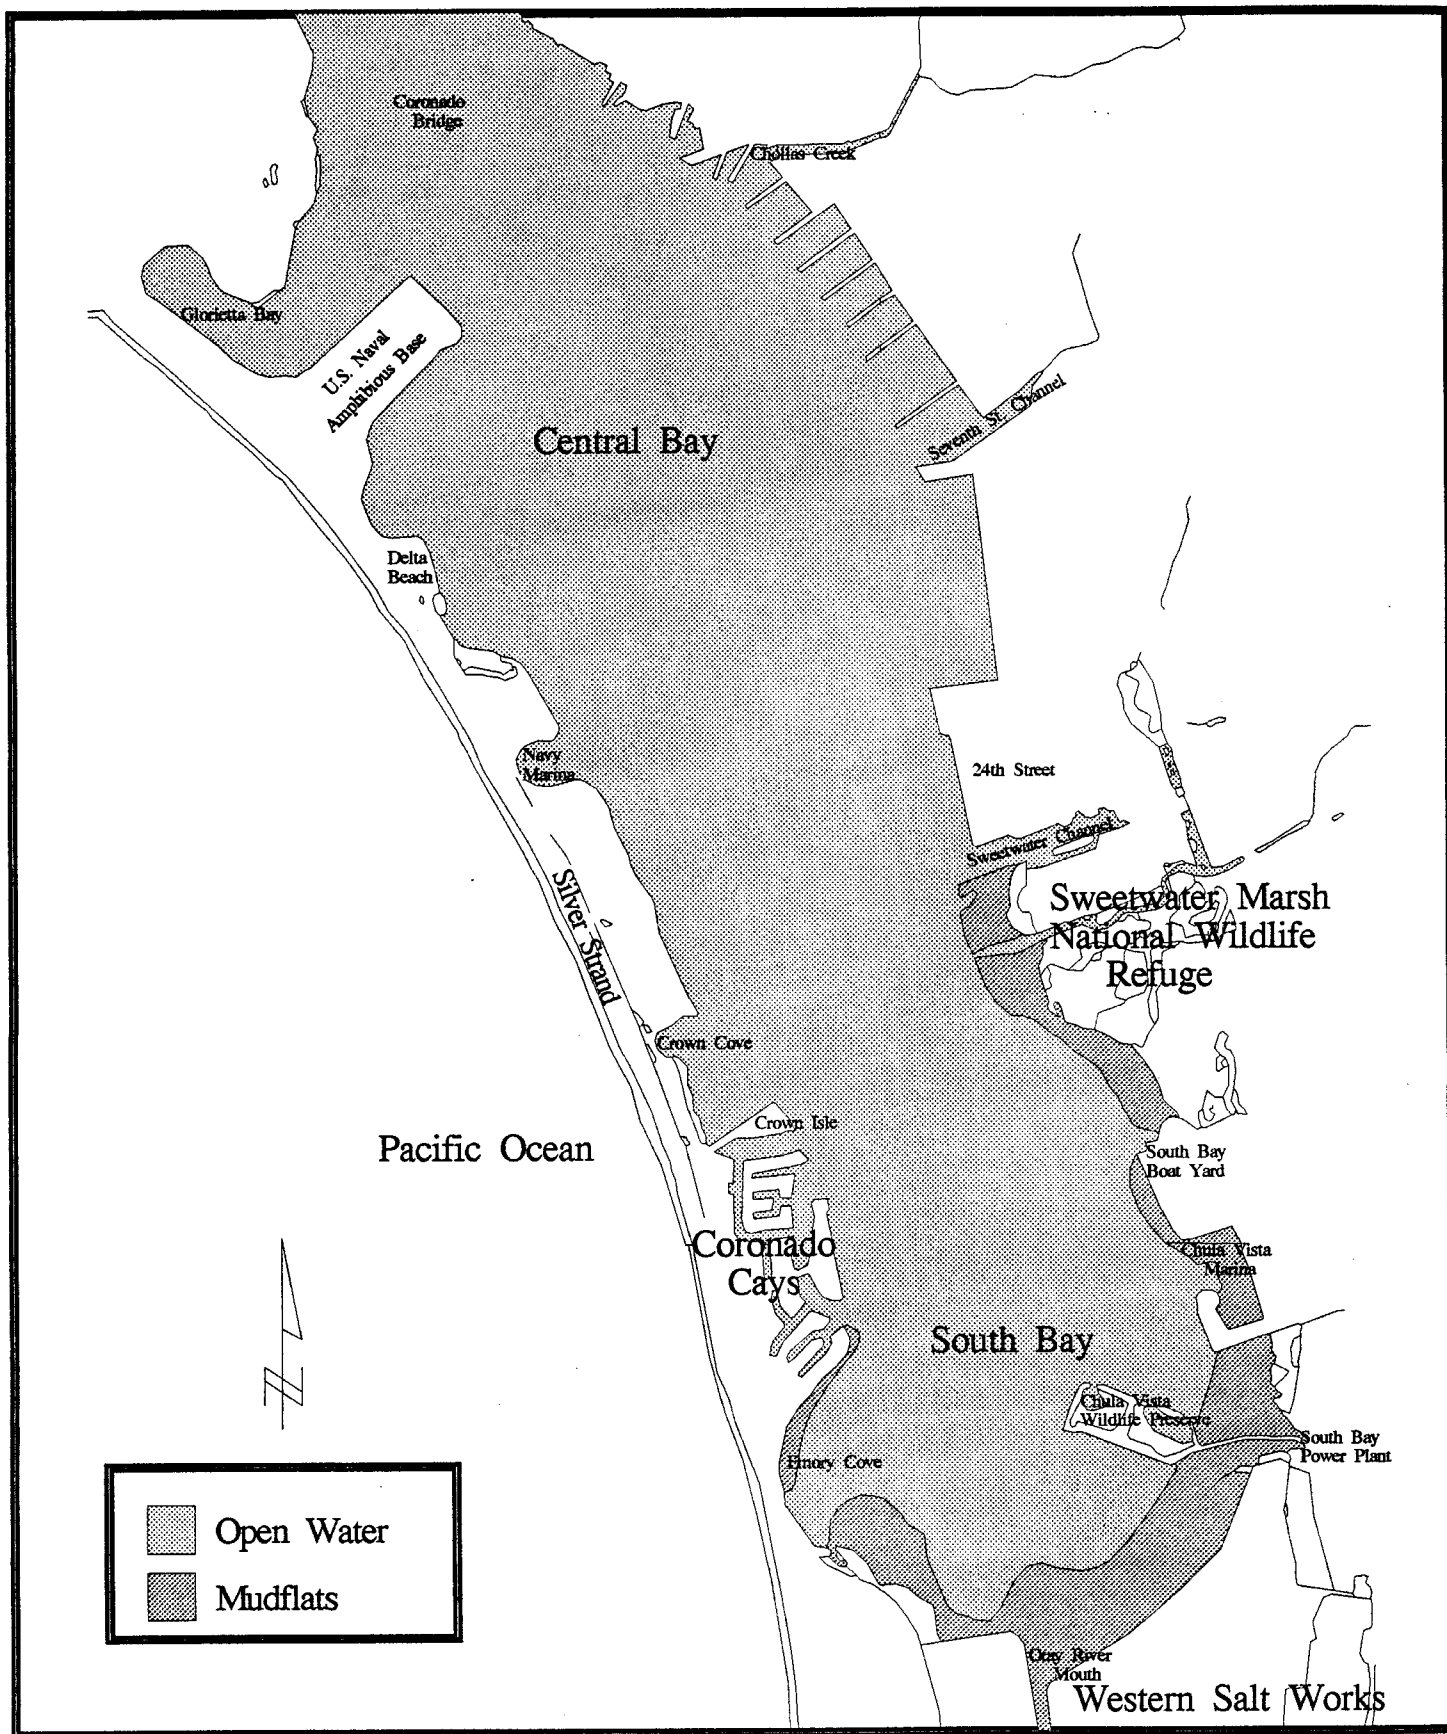 Coronado
Bridge
Chollas Creek
Glorietta Bay
U.S. Naval
Amphibious Base
Central Bay
Seventh St. Channel
Delta
Beach
Navy
Marina
24th Street
Sweetwater Channel
Silver Strand
Sweetwater Marsh
National Wildlife
Refuge
Crown Cove
Crown Isle
Pacific Ocean
South Bay
Boat Yard
Coronado
Cays
Chula Vista
Marina
South Bay
Chula Vista
Wildlife Preserve
South Bay
Power Plant
Emory Cove
N
Open Water
Mudflats
Otay River
Mouth
Western Salt Works